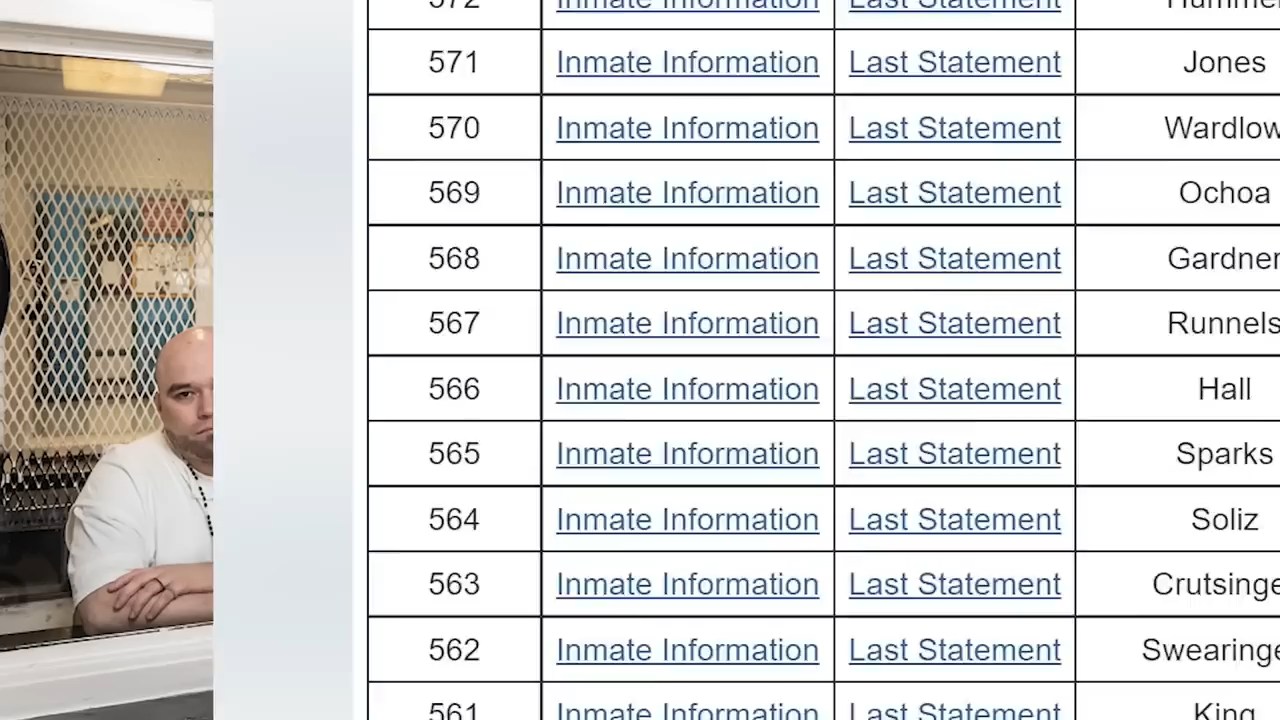 572 Inmate Information Last Statement Hummel
571 Inmate Information Last Statement Jones
570 Inmate Information Last Statement Wardlow
569 Inmate Information Last Statement Ochoa
568 Inmate Information Last Statement Gardner
567 Inmate Information Last Statement Runnels
566 Inmate Information Last Statement Hall
565 Inmate Information Last Statement Sparks
564 Inmate Information Last Statement Soliz
563 Inmate Information Last Statement Crutsinge
562 Inmate Information Last Statement Swearinge
561 Inmate Information Last Statement King